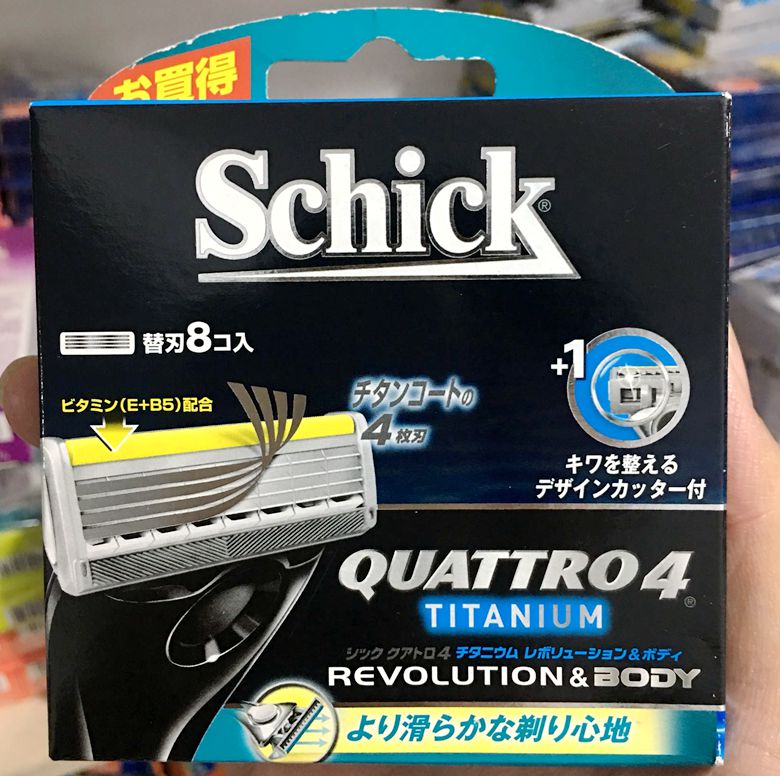 お買得
Schick®
替刃8コ入
+1
ビタミン(E+B5)配合
チタンコートの
4枚刃
キワを整える
デザインカッター付
QUATTRO4®
TITANIUM
シック クアトロ4 チタニウム レボリューション&ボディ
REVOLUTION & BODY
より滑らかな剃り心地